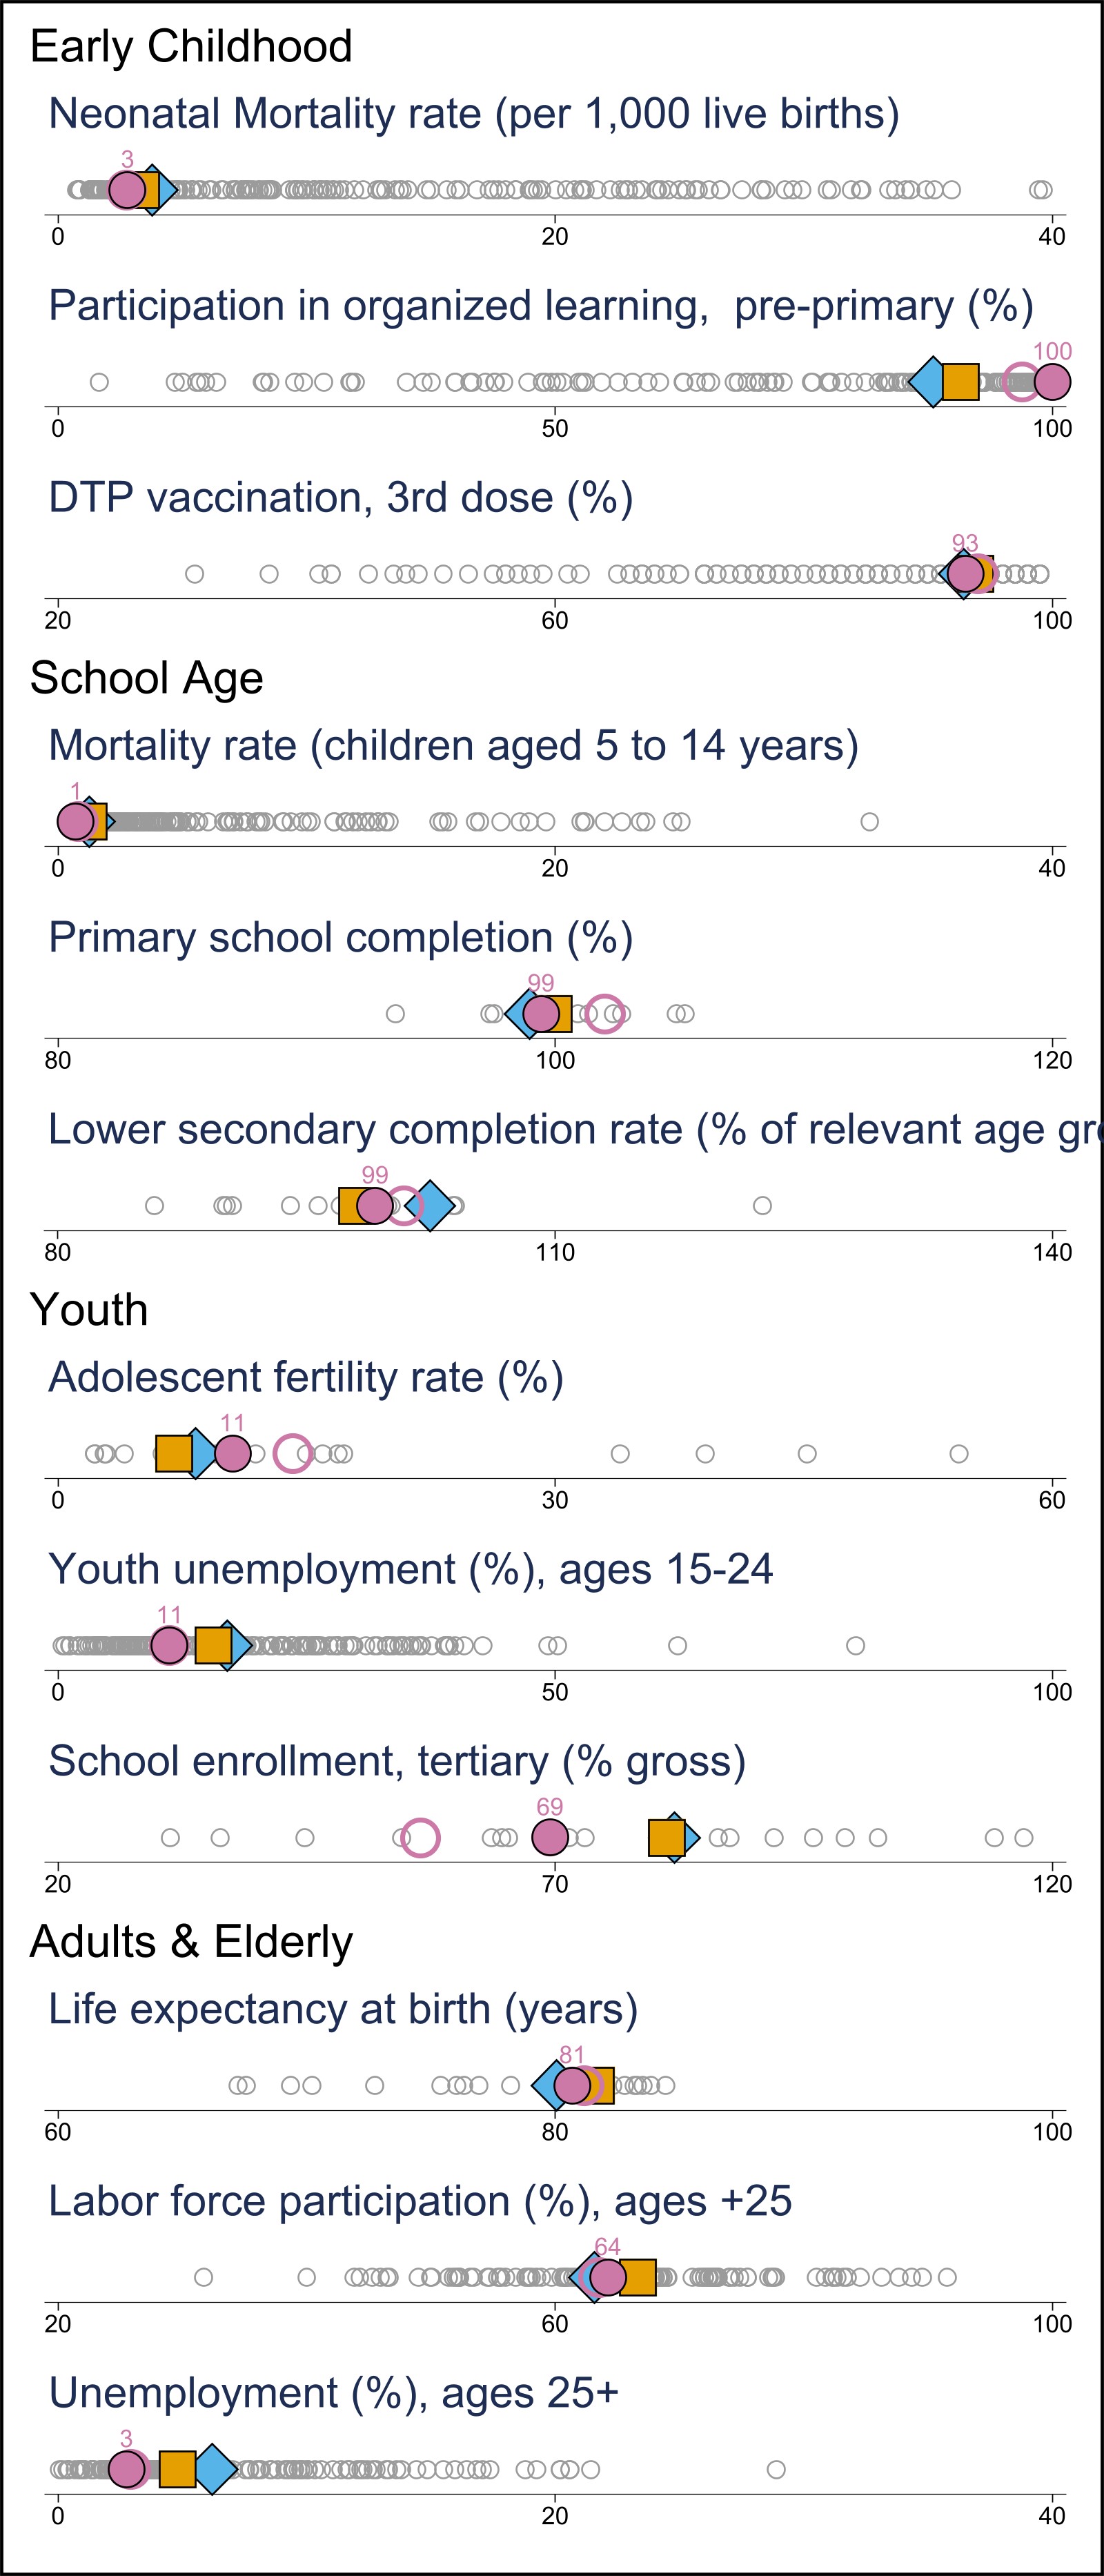 Early Childhood
Neonatal Mortality rate (per 1,000 live births)
3
0 20 40
Participation in organized learning,  pre-primary (%)
100
0 50 100
DTP vaccination, 3rd dose (%)
93
20 60 100
School Age
Mortality rate (children aged 5 to 14 years)
1
0 20 40
Primary school completion (%)
99
80 100 120
Lower secondary completion rate (% of relevant age gro
99
80 110 140
Youth
Adolescent fertility rate (%)
11
0 30 60
Youth unemployment (%), ages 15-24
11
0 50 100
School enrollment, tertiary (% gross)
69
20 70 120
Adults & Elderly
Life expectancy at birth (years)
81
60 80 100
Labor force participation (%), ages +25
64
20 60 100
Unemployment (%), ages 25+
3
0 20 40